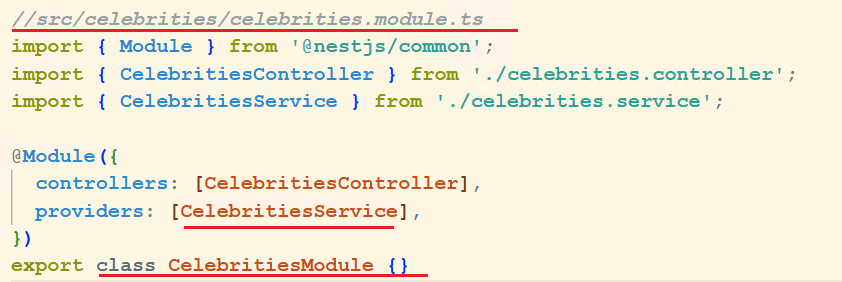 //src/celebrities/celebrities.module.ts
import { Module } from '@nestjs/common';
import { CelebritiesController } from './celebrities.controller';
import { CelebritiesService } from './celebrities.service';
@Module({
controllers: [CelebritiesController],
providers: [CelebritiesService],
})
export class CelebritiesModule {}